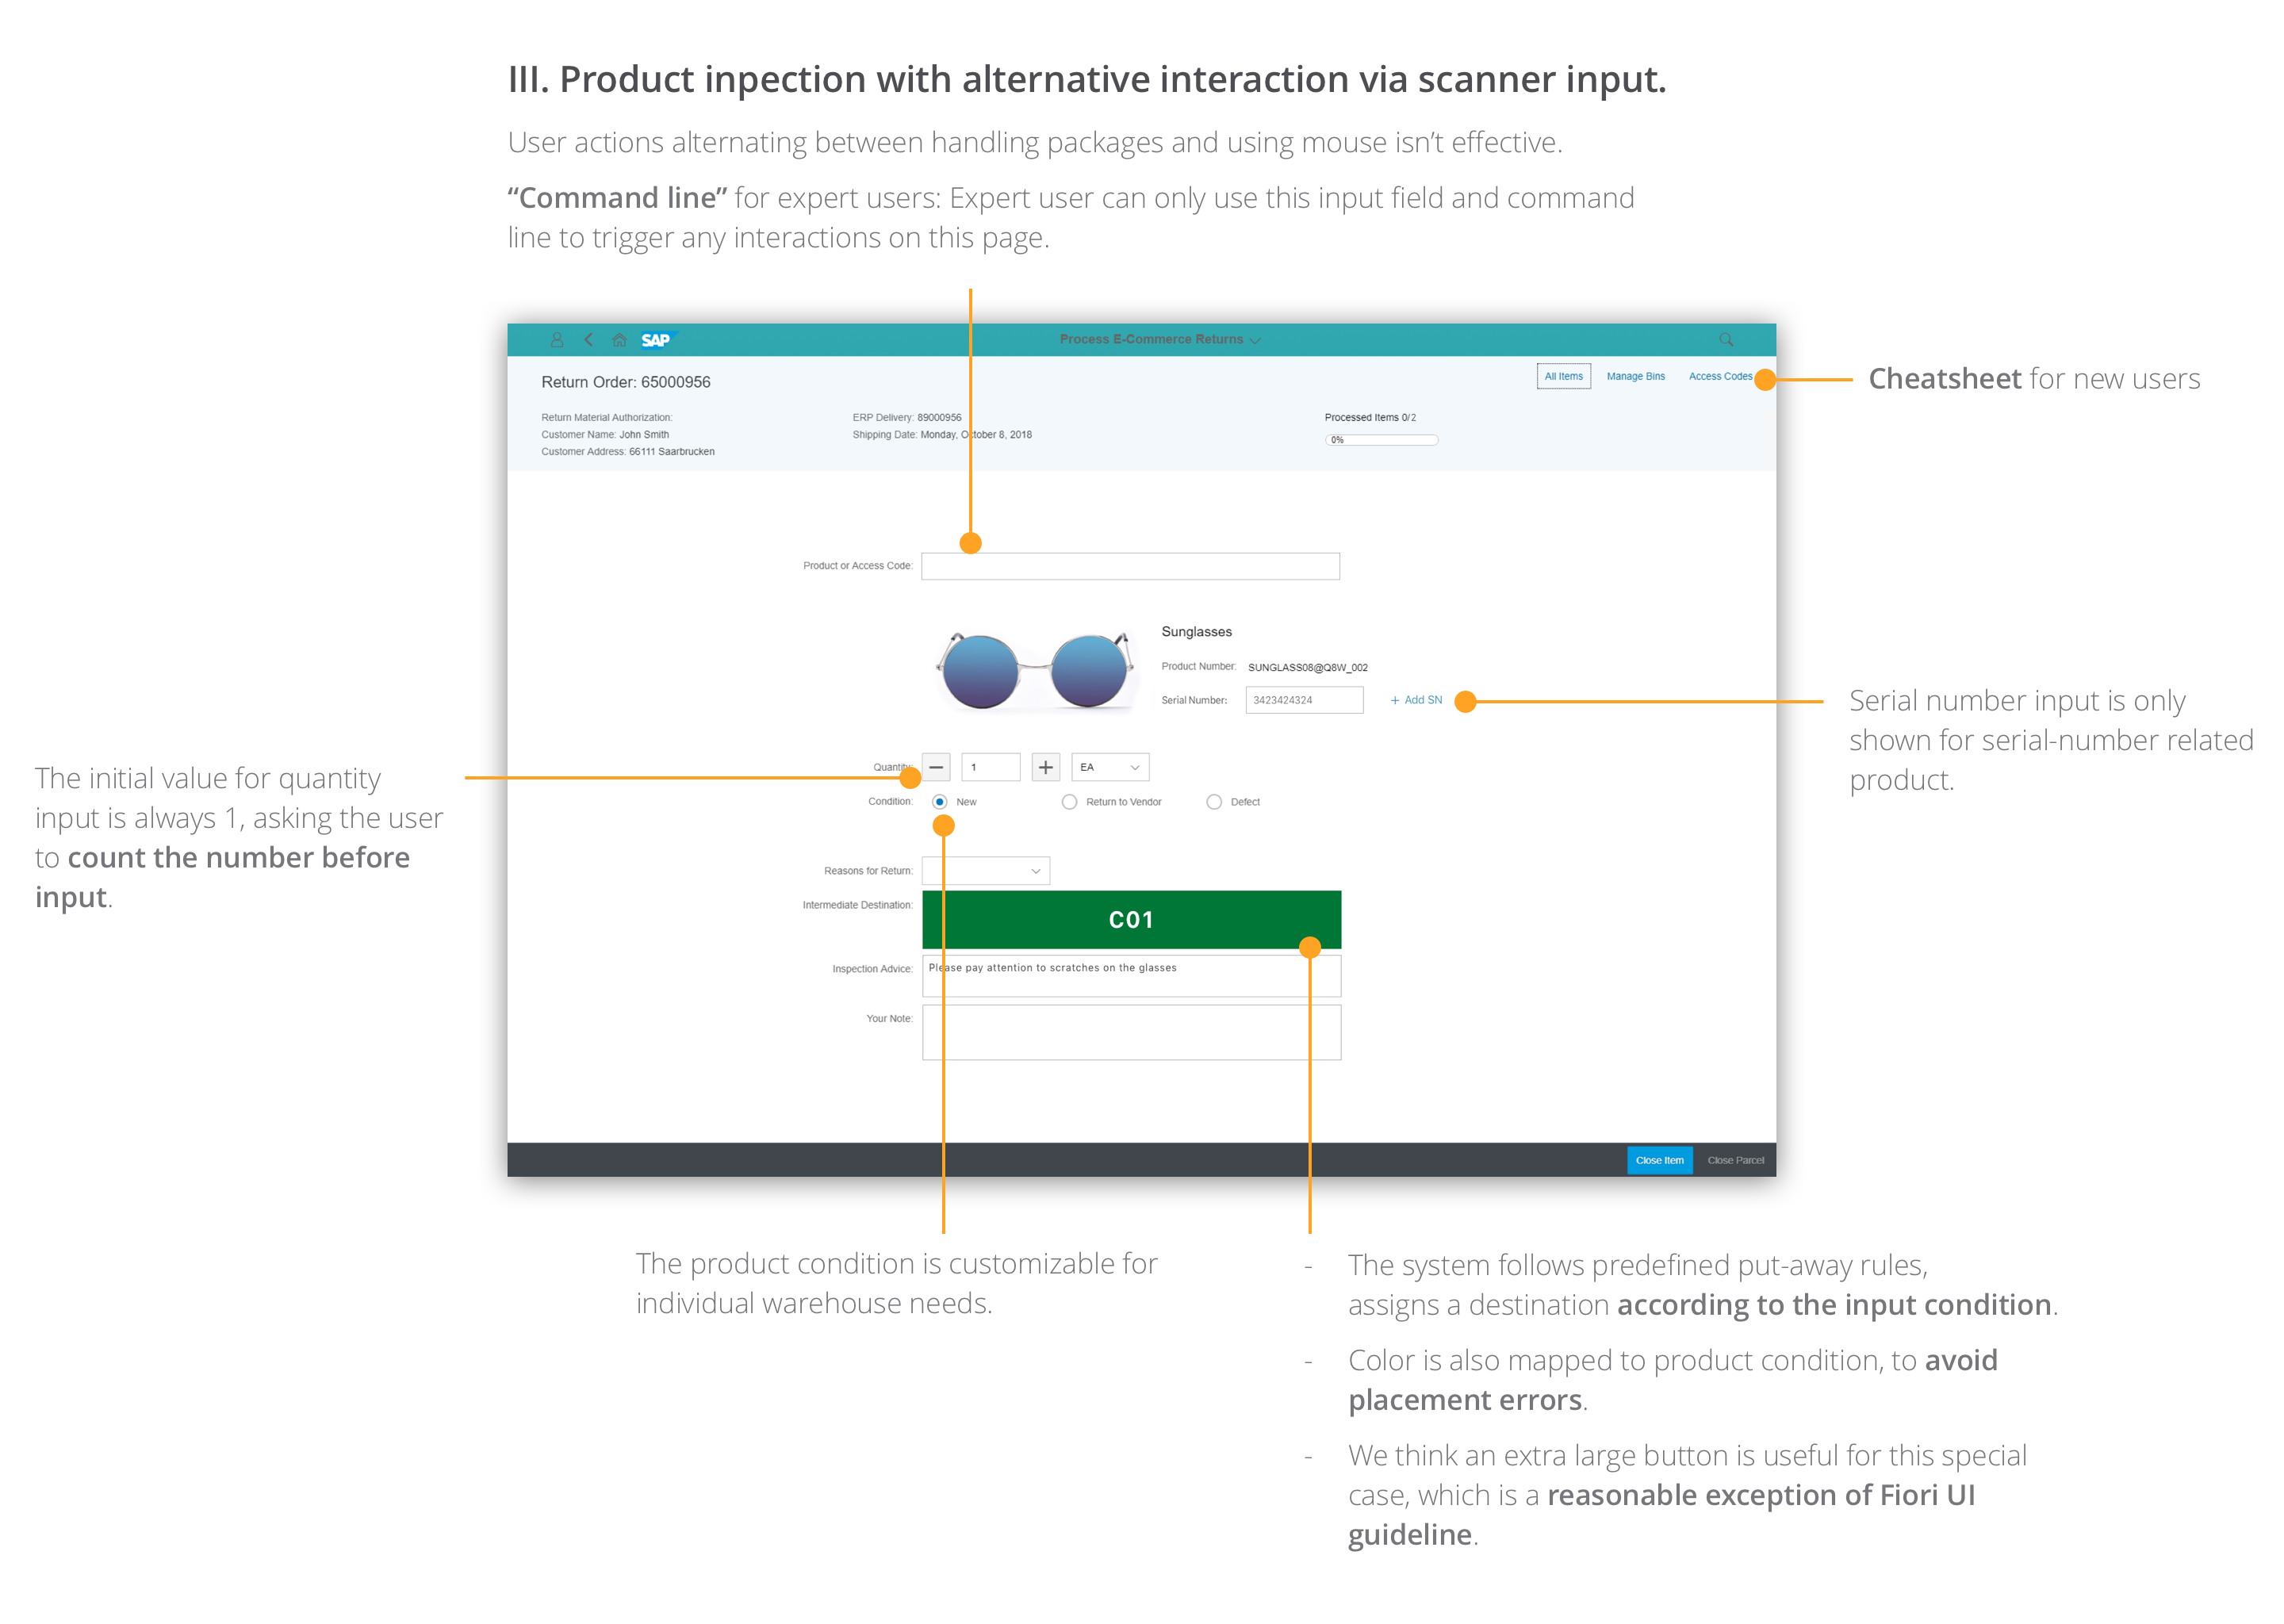 III. Product inpection with alternative interaction via scanner input.
User actions alternating between handling packages and using mouse isn’t effective.
“Command line” for expert users: Expert user can only use this input field and command
line to trigger any interactions on this page.
SAP
Process E-Commerce Returns
Return Order: 65000956
All Items
Manage Bins
Access Codes
Cheatsheet for new users
Return Material Authorization:
ERP Delivery: 89000956
Processed Items 0/2
Customer Name: John Smith
Shipping Date: Monday, October 8, 2018
0%
Customer Address: 66111 Saarbrucken
Product or Access Code:
Sunglasses
Product Number: SUNGLASS08@Q8W_002
Serial Number: 3423424324
+ Add SN
Serial number input is only
shown for serial-number related
product.
The initial value for quantity
input is always 1, asking the user
to count the number before
input.
Quantity:
1
EA
Condition:
New
Return to Vendor
Defect
Reasons for Return:
Intermediate Destination:
C01
Inspection Advice:
Please pay attention to scratches on the glasses
Your Note:
Close Item
Close Parcel
The product condition is customizable for
individual warehouse needs.
- The system follows predefined put-away rules,
assigns a destination according to the input condition.
- Color is also mapped to product condition, to avoid
placement errors.
- We think an extra large button is useful for this special
case, which is a reasonable exception of Fiori UI
guideline.